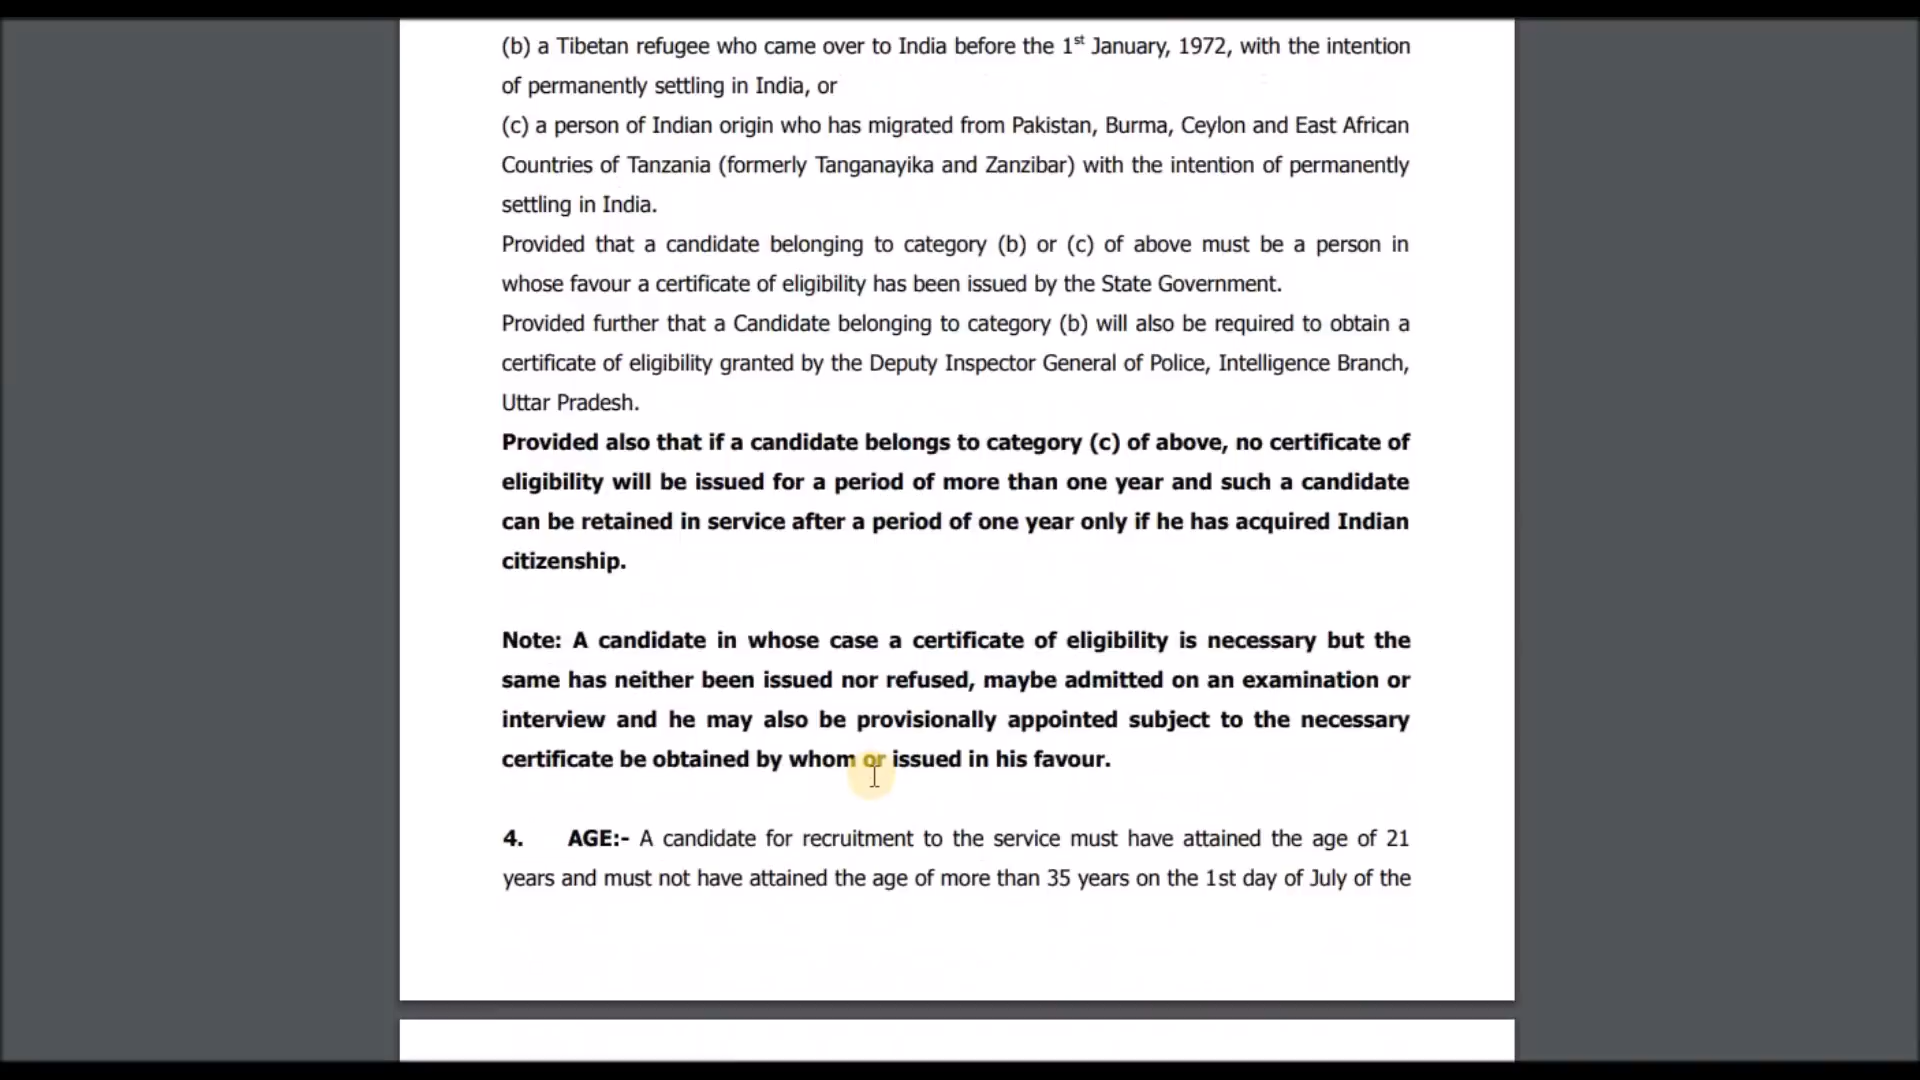 (b) a Tibetan refugee who came over to India before the 1st January, 1972, with the intention
of permanently settling in India, or
(c) a person of Indian origin who has migrated from Pakistan, Burma, Ceylon and East African
Countries of Tanzania (formerly Tanganayika and Zanzibar) with the intention of permanently
settling in India.
Provided that a candidate belonging to category (b) or (c) of above must be a person in
whose favour a certificate of eligibility has been issued by the State Government.
Provided further that a Candidate belonging to category (b) will also be required to obtain a
certificate of eligibility granted by the Deputy Inspector General of Police, Intelligence Branch,
Uttar Pradesh.
Provided also that if a candidate belongs to category (c) of above, no certificate of
eligibility will be issued for a period of more than one year and such a candidate
can be retained in service after a period of one year only if he has acquired Indian
citizenship.
Note: A candidate in whose case a certificate of eligibility is necessary but the
same has neither been issued nor refused, maybe admitted on an examination or
interview and he may also be provisionally appointed subject to the necessary
certificate be obtained by whom or issued in his favour.
4. AGE:- A candidate for recruitment to the service must have attained the age of 21
years and must not have attained the age of more than 35 years on the 1st day of July of the